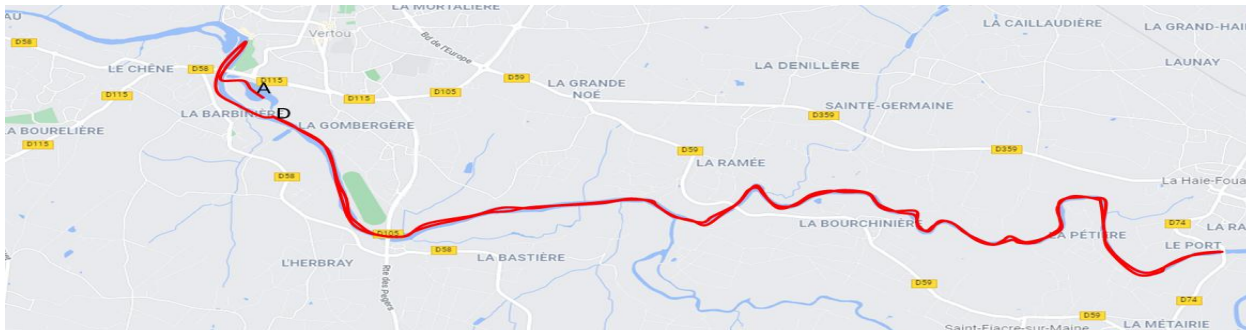 LA MORTALIÈRE
AU
D58
Vertou
Bd de l'Europe
LA CAILLAUDIÈRE
LA GRAND-HAI
LE CHÊNE
D58
D59
LA DENILLÈRE
LAUNAY
D115
A
D115
D105
LA GRANDE
NOÉ
D115
LA BARBINIÈRE
D
LA GOMBERGÈRE
SAINTE-GERMAINE
D359
LA BOURELIÈRE
D115
D59
LA RAMÉE
D359
D58
La Haie-Foua
D74
LA BOURCHINIÈRE
LA RA
D105
D58
LA PÉTIÈRE
LE PORT
L'HERBRAY
LA BASTIÈRE
Rte des Pégers
D59
D74
D59
LA MÉTAIRIE
Saint-Fiacre-sur-Maine